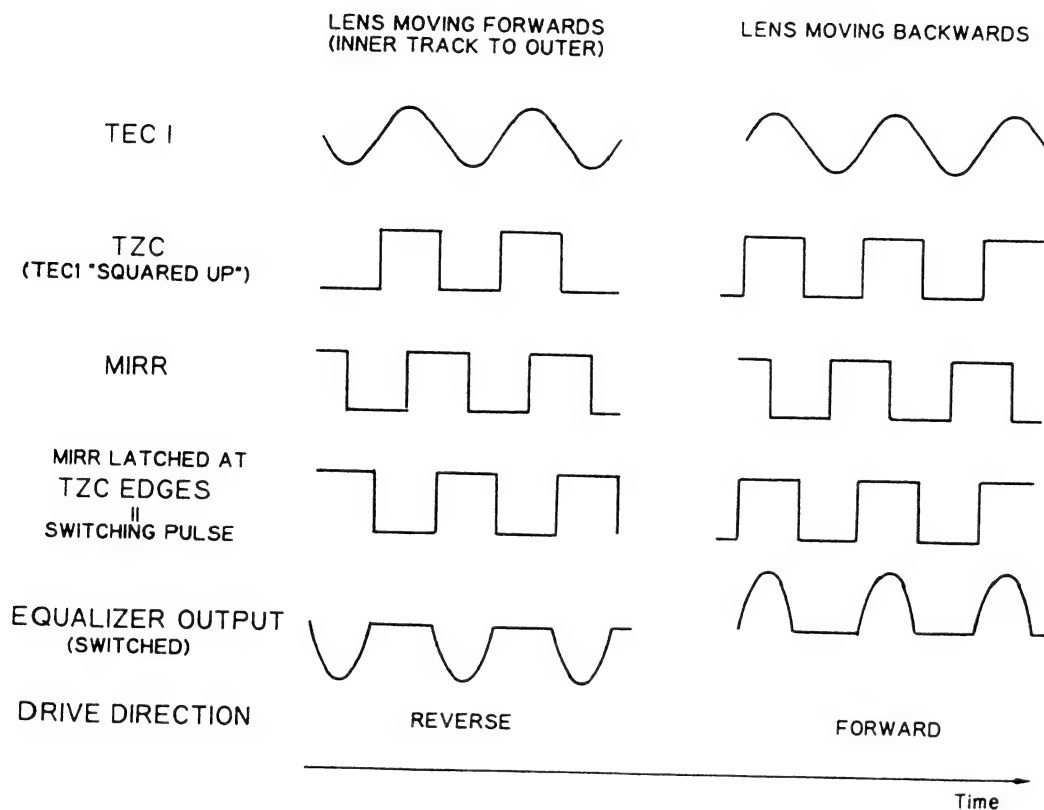 LENS MOVING FORWARDS
(INNER TRACK TO OUTER)
LENS MOVING BACKWARDS
TEC I
TZC
(TEC1 "SQUARED UP")
MIRR
MIRR LATCHED AT
TZC EDGES
=
SWITCHING PULSE
EQUALIZER OUTPUT
(SWITCHED)
DRIVE DIRECTION
REVERSE
FORWARD
Time